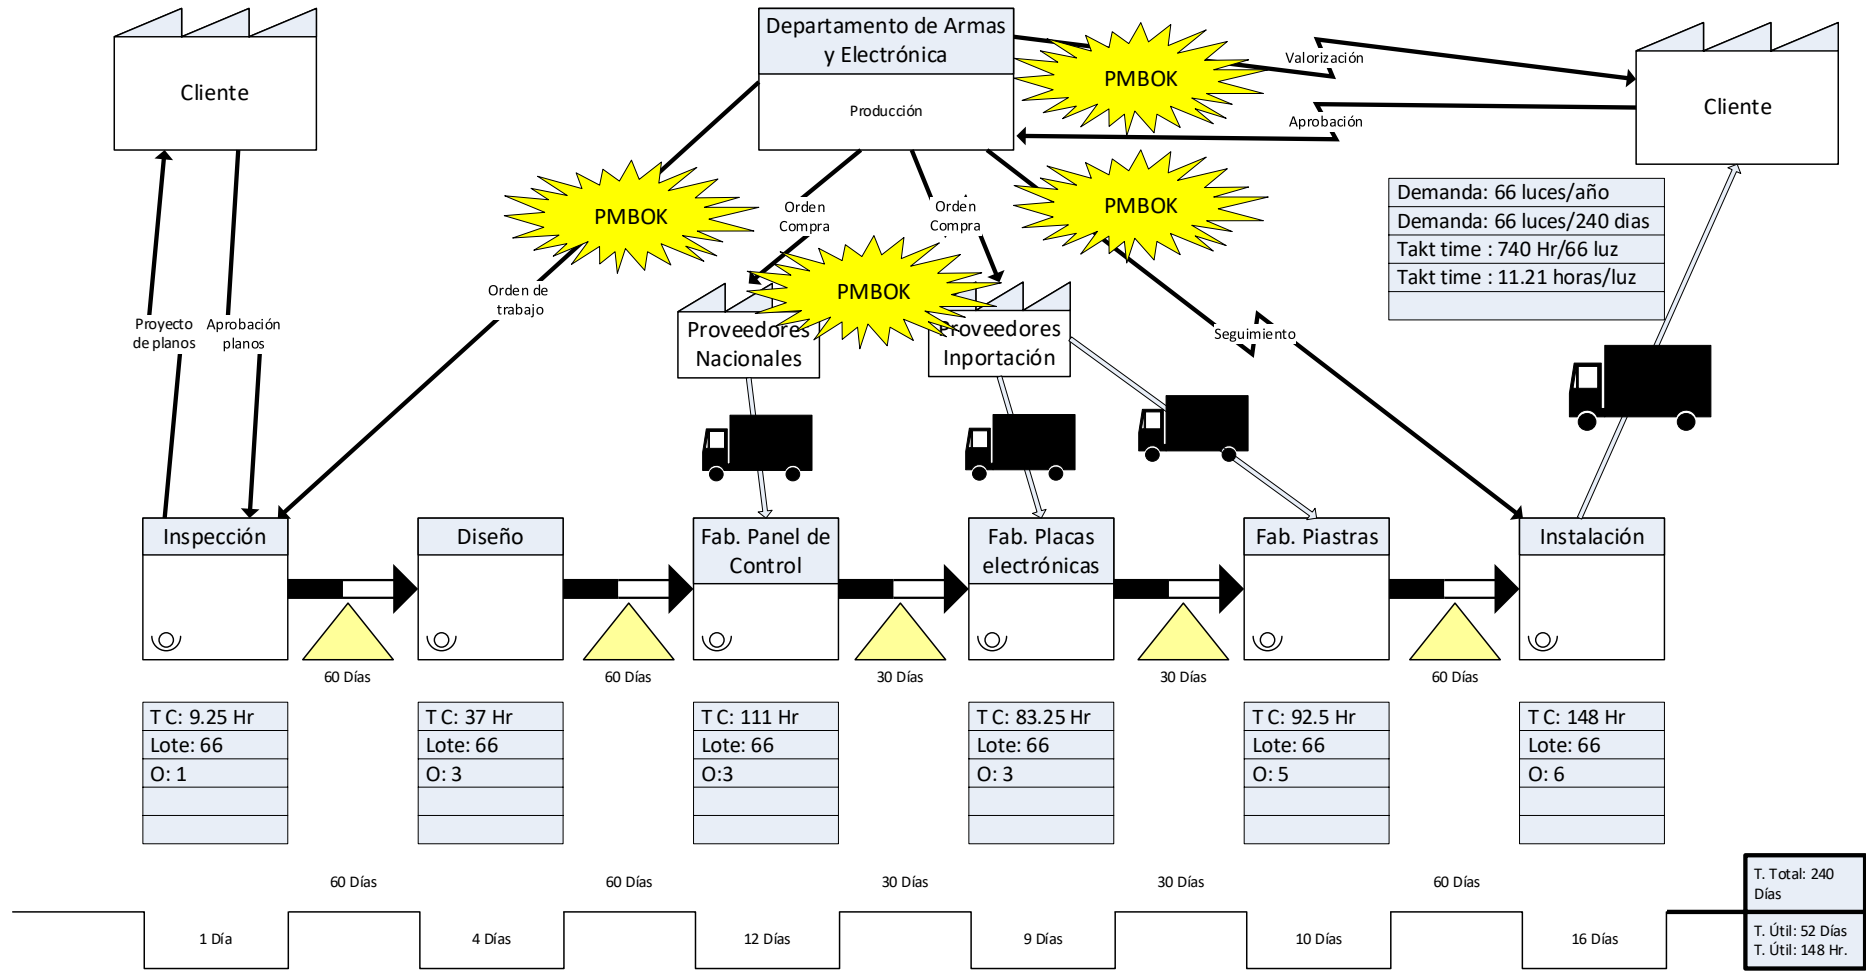 Cliente
Departamento de Armas
y Electrónica
Producción
PMBOK
Valorización
Aprobación
Cliente
PMBOK
PMBOK
PMBOK
Orden
Compra
Orden
Compra
Demanda: 66 luces/año
Demanda: 66 luces/240 dias
Takt time : 740 Hr/66 luz
Takt time : 11.21 horas/luz
Proyecto
de planos
Aprobación
planos
Orden de
trabajo
Proveedores
Nacionales
Proveedores
Inportación
Seguimiento
Inspección
Diseño
Fab. Panel de
Control
Fab. Placas
electrónicas
Fab. Piastras
Instalación
60 Días
60 Días
30 Días
30 Días
60 Días
T C: 9.25 Hr
Lote: 66
O: 1
T C: 37 Hr
Lote: 66
O: 3
T C: 111 Hr
Lote: 66
O:3
T C: 83.25 Hr
Lote: 66
O: 3
T C: 92.5 Hr
Lote: 66
O: 5
T C: 148 Hr
Lote: 66
O: 6
60 Días
60 Días
30 Días
30 Días
60 Días
1 Día
4 Días
12 Días
9 Días
10 Días
16 Días
T. Total: 240
Días
T. Útil: 52 Días
T. Útil: 148 Hr.